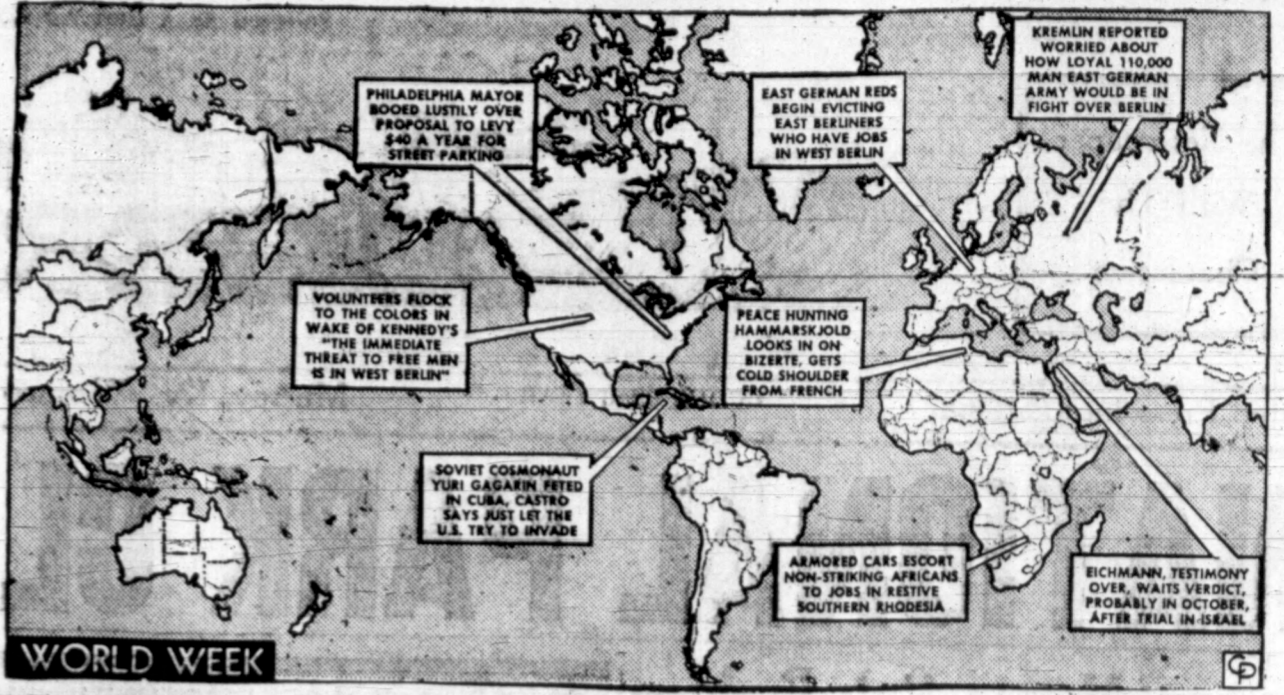 KREMLIN REPORTED
WORRIED ABOUT
HOW LOYAL 110,000
MAN EAST GERMAN
ARMY WOULD BE IN
FIGHT OVER BERLIN
PHILADELPHIA MAYOR
BOOED LUSTILY OVER
PROPOSAL TO LEVY
$40 A YEAR FOR
STREET PARKING
EAST GERMAN REDS
BEGIN EVICTING
EAST BERLINERS
WHO HAVE JOBS
IN WEST BERLIN
VOLUNTEERS FLOCK
TO THE COLORS IN
WAKE OF KENNEDY'S
"THE IMMEDIATE
THREAT TO FREE MEN
IS IN WEST BERLIN"
PEACE HUNTING
HAMMARSKJOLD
LOOKS IN ON
BIZERTE, GETS
COLD SHOULDER
FROM FRENCH
SOVIET COSMONAUT
YURI GAGARIN FETED
IN CUBA, CASTRO
SAYS JUST LET THE
U.S. TRY TO INVADE
ARMORED CARS ESCORT
NON-STRIKING AFRICANS
TO JOBS IN RESTIVE
SOUTHERN RHODESIA
EICHMANN, TESTIMONY
OVER, WAITS VERDICT,
PROBABLY IN OCTOBER,
AFTER TRIAL IN ISRAEL
WORLD WEEK
CP